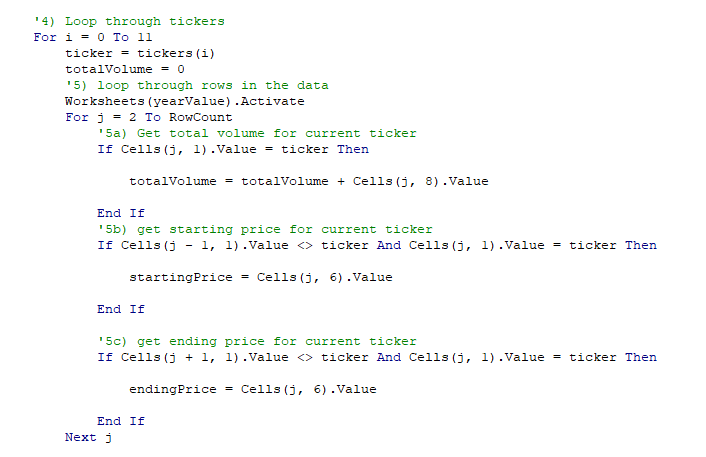 '4) Loop through tickers
For i = 0 To 11
ticker = tickers(i)
totalVolume = 0
'5) loop through rows in the data
Worksheets(yearValue).Activate
For j = 2 To RowCount
'5a) Get total volume for current ticker
If Cells(j, 1).Value = ticker Then
totalVolume = totalVolume + Cells(j, 8).Value
End If
'5b) get starting price for current ticker
If Cells(j - 1, 1).Value <> ticker And Cells(j, 1).Value = ticker Then
startingPrice = Cells(j, 6).Value
End If
'5c) get ending price for current ticker
If Cells(j + 1, 1).Value <> ticker And Cells(j, 1).Value = ticker Then
endingPrice = Cells(j, 6).Value
End If
Next j